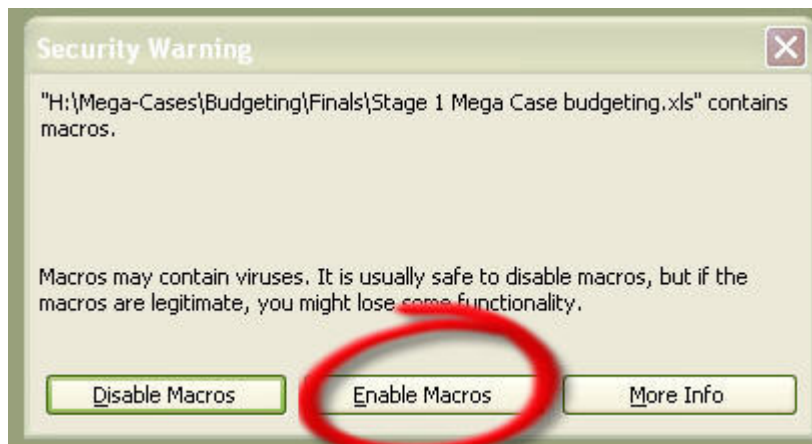 Security Warning
"H:\Mega-Cases\Budgeting\Finals\Stage 1 Mega Case budgeting.xls" contains
macros.
Macros may contain viruses. It is usually safe to disable macros, but if the
macros are legitimate, you might lose some functionality.
Disable Macros
Enable Macros
More Info